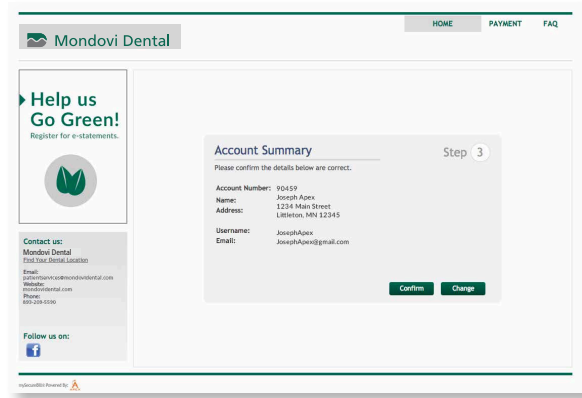 Mondovi Dental
HOME PAYMENT FAQ
Help us
Go Green!
Register for e-statements.
Account Summary
Step 3
Please confirm the details below are correct.
Account Number: 90459
Name: Joseph Apex
Address: 1234 Main Street
Littleton, MN 12345
Username: JosephApex
Email: JosephApex@gmail.com
Confirm Change
Contact us:
Mondovi Dental
Find Your Dental Location
Email:
patientservices@mondovidental.com
Website:
mondovidental.com
Phone:
Follow us on:
Powered By: